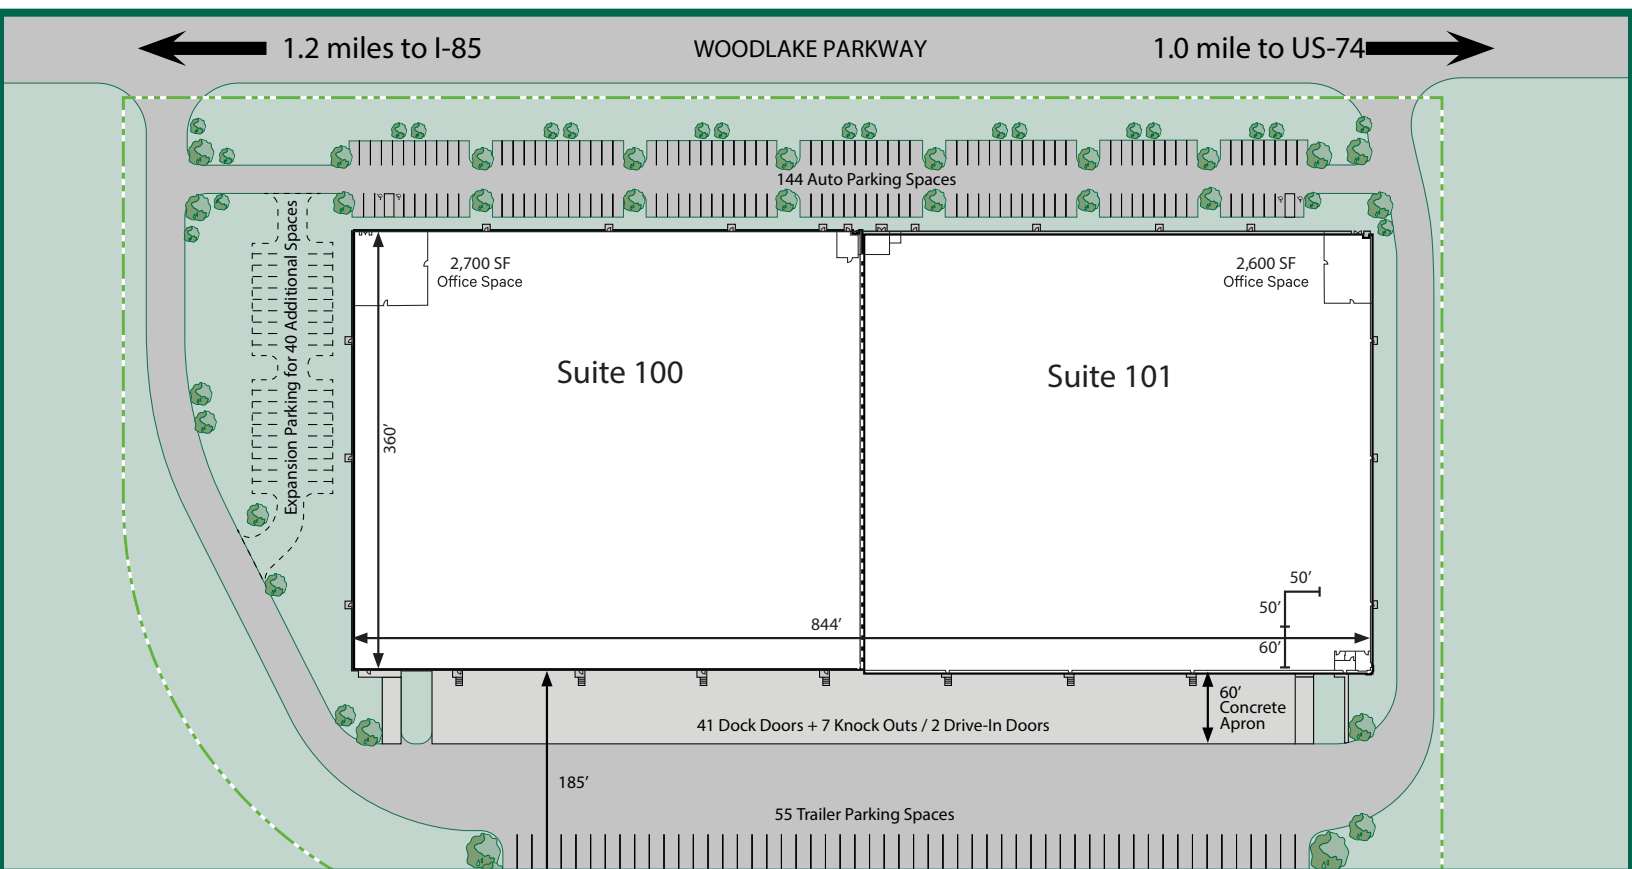 1.2 miles to I-85
WOODLAKE PARKWAY
1.0 mile to US-74
144 Auto Parking Spaces
Expansion Parking for 40 Additional Spaces
2,700 SF
Office Space
2,600 SF
Office Space
Suite 100
Suite 101
360’
50’
50’
844’
60’
60’
Concrete
Apron
41 Dock Doors + 7 Knock Outs / 2 Drive-In Doors
185’
55 Trailer Parking Spaces